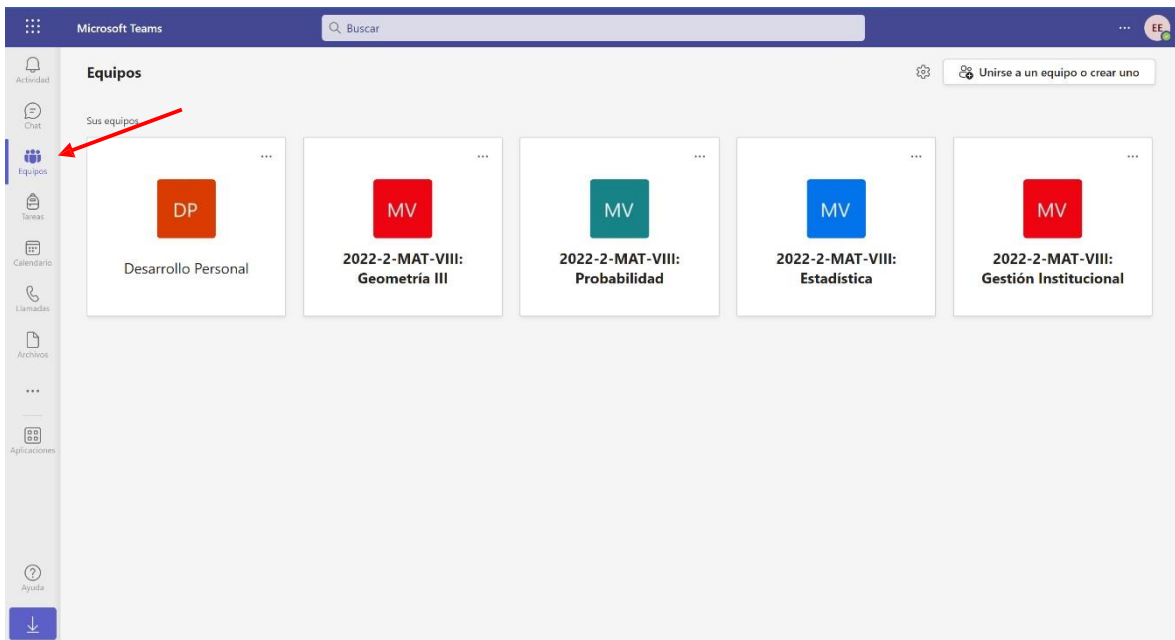 Microsoft Teams
Buscar
EE
Actividad
Chat
Equipos
Tareas
Calendario
Llamadas
Archivos
Aplicaciones
Ayuda
Equipos
Unirse a un equipo o crear uno
Sus equipos
DP
Desarrollo Personal
MV
2022-2-MAT-VIII:
Geometría III
MV
2022-2-MAT-VIII:
Probabilidad
MV
2022-2-MAT-VIII:
Estadística
MV
2022-2-MAT-VIII:
Gestión Institucional